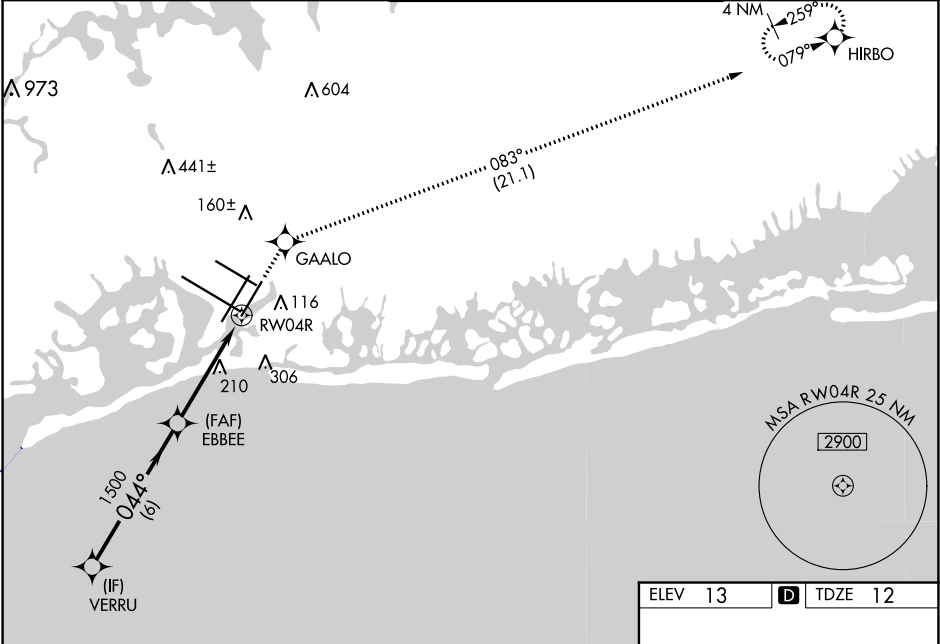 4 NM
259°
079°
HIRBO
973
604
083°
(21.1)
441±
160±
GAALO
116
RW04R
210
306
(FAF)
EBBEE
1500
044°
(6)
(IF)
VERRU
MSA RW04R 25 NM
2900
ELEV 13 D TDZE 12